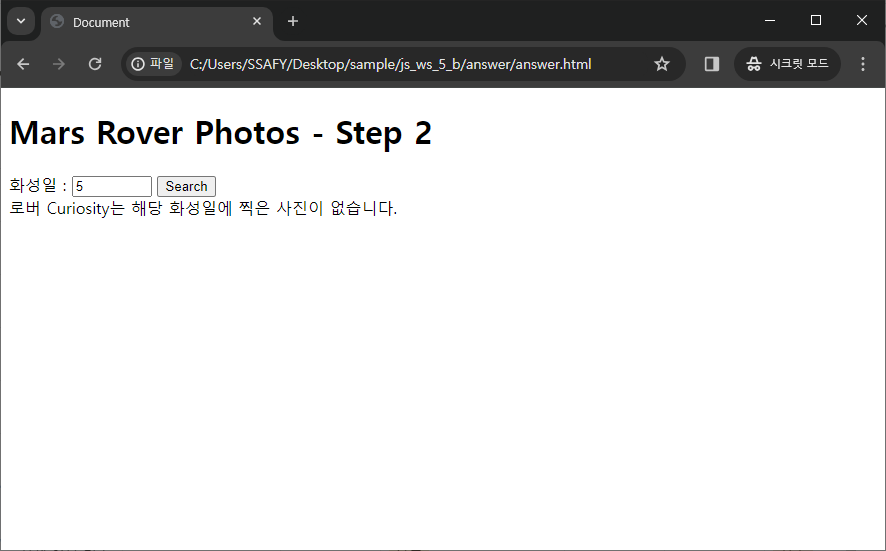 Document
파일
C:/Users/SSAFY/Desktop/sample/js_ws_5_b/answer/answer.html
시크릿 모드
Mars Rover Photos - Step 2
화성일 : 5 Search
로버 Curiosity는 해당 화성일에 찍은 사진이 없습니다.